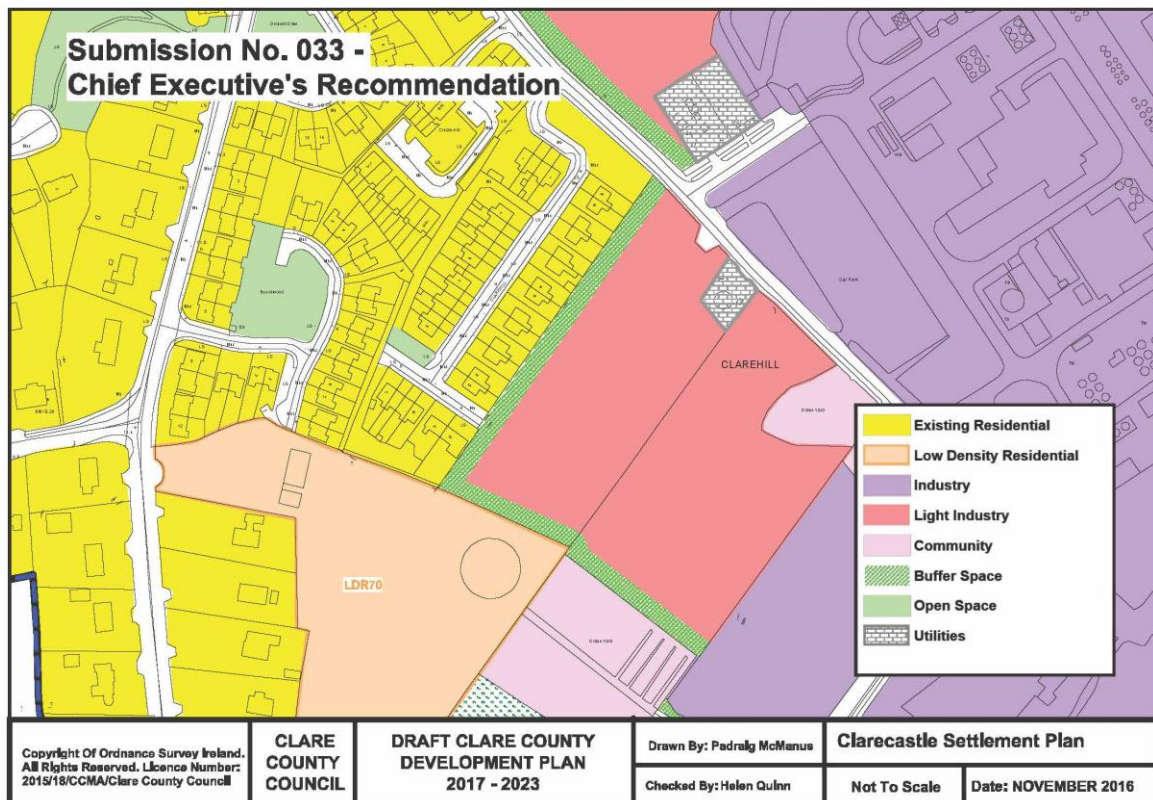 Submission No. 033 -
Chief Executive's Recommendation
CLAREHILL
Car Park
LDR70
Existing Residential
Low Density Residential
Industry
Light Industry
Community
Buffer Space
Open Space
Utilities
Copyright Of Ordnance Survey Ireland.
All Rights Reserved. Licence Number:
2015/18/CCMA/Clare County Council
CLARE
COUNTY
COUNCIL
DRAFT CLARE COUNTY
DEVELOPMENT PLAN
2017 - 2023
Drawn By: Padraig McManus
Checked By: Helen Quinn
Clarecastle Settlement Plan
Not To Scale
Date: NOVEMBER 2016